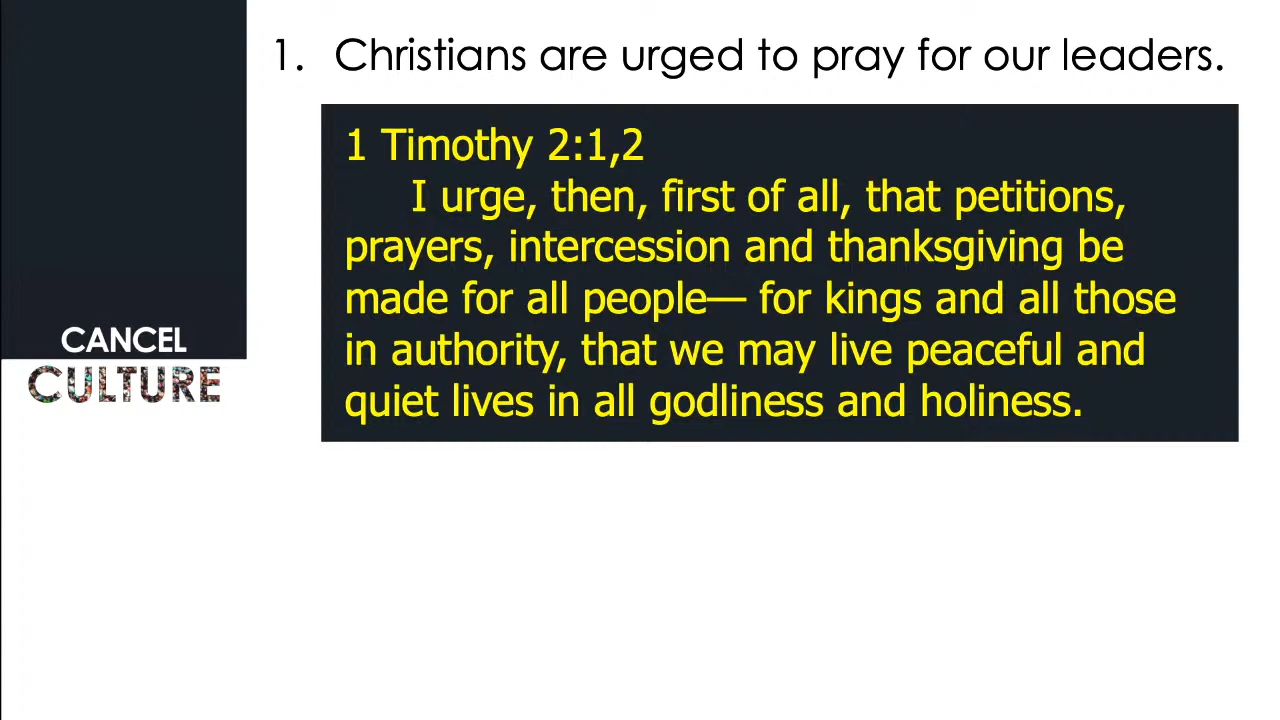 1. Christians are urged to pray for our leaders.
1 Timothy 2:1,2
I urge, then, first of all, that petitions,
prayers, intercession and thanksgiving be
made for all people— for kings and all those
in authority, that we may live peaceful and
quiet lives in all godliness and holiness.
CANCEL
CULTURE